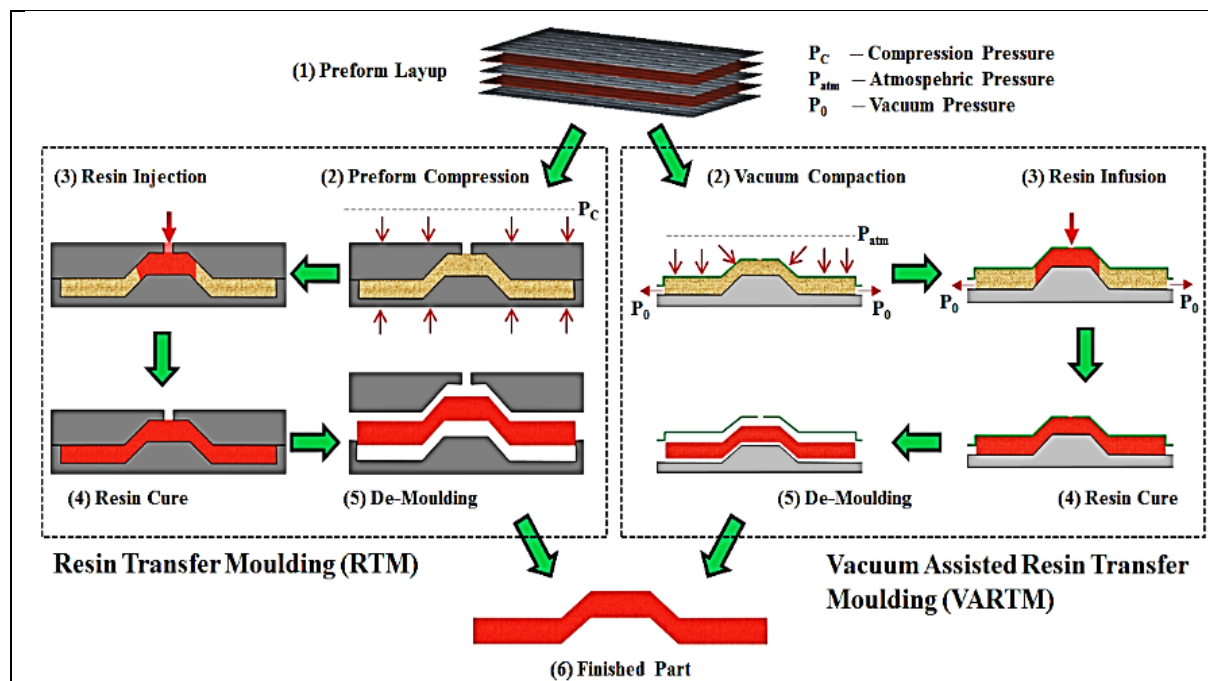 (1) Preform Layup
P_C – Compression Pressure
P_atm – Atmospehric Pressure
P_0 – Vacuum Pressure
(3) Resin Injection
(2) Preform Compression
P_C
(4) Resin Cure
(5) De-Moulding
Resin Transfer Moulding (RTM)
(2) Vacuum Compaction
(3) Resin Infusion
P_atm
P_0
P_0
P_0
P_0
(5) De-Moulding
(4) Resin Cure
Vacuum Assisted Resin Transfer
Moulding (VARTM)
(6) Finished Part